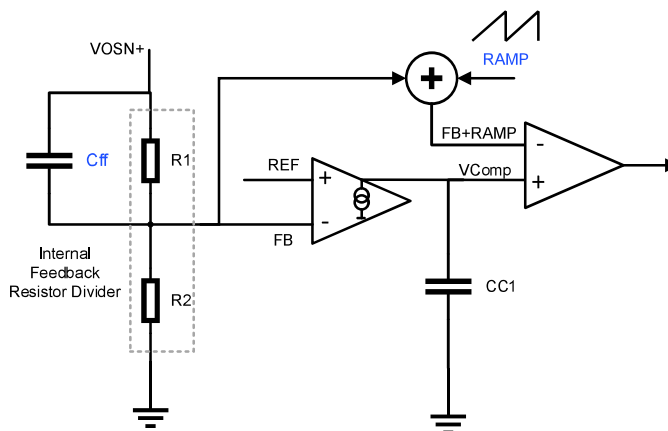 VOSN+
RAMP
Cff
R1
FB+RAMP
-
REF
+
VComp
+
-
FB
Internal
Feedback
Resistor Divider
R2
CC1